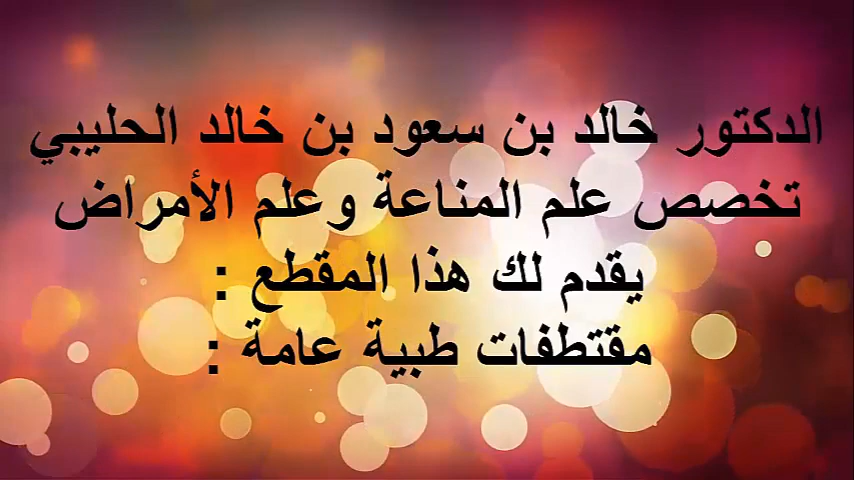 الدكتور خالد بن سعود بن خالد الحليبي
تخصص علم المناعة وعلم الأمراض
يقدم لك هذا المقطع :
مقتطفات طبية عامة :